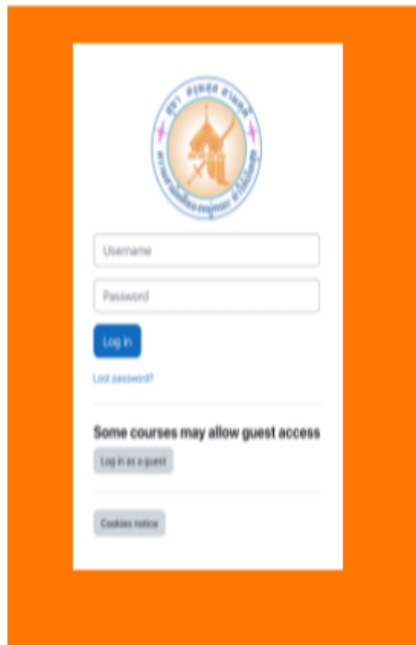 Username
Password
Log in
Lost password?
Some courses may allow guest access
Log in as a guest
Cookies notice